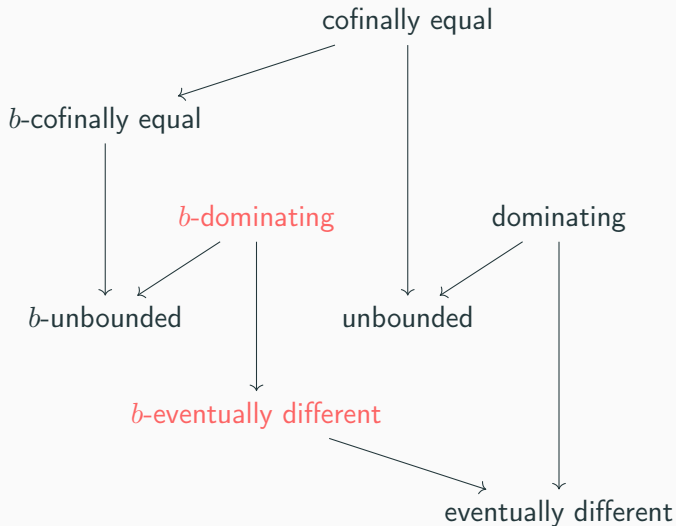 cofinally equal
b-cofinally equal
b-dominating
dominating
b-unbounded
unbounded
b-eventually different
eventually different